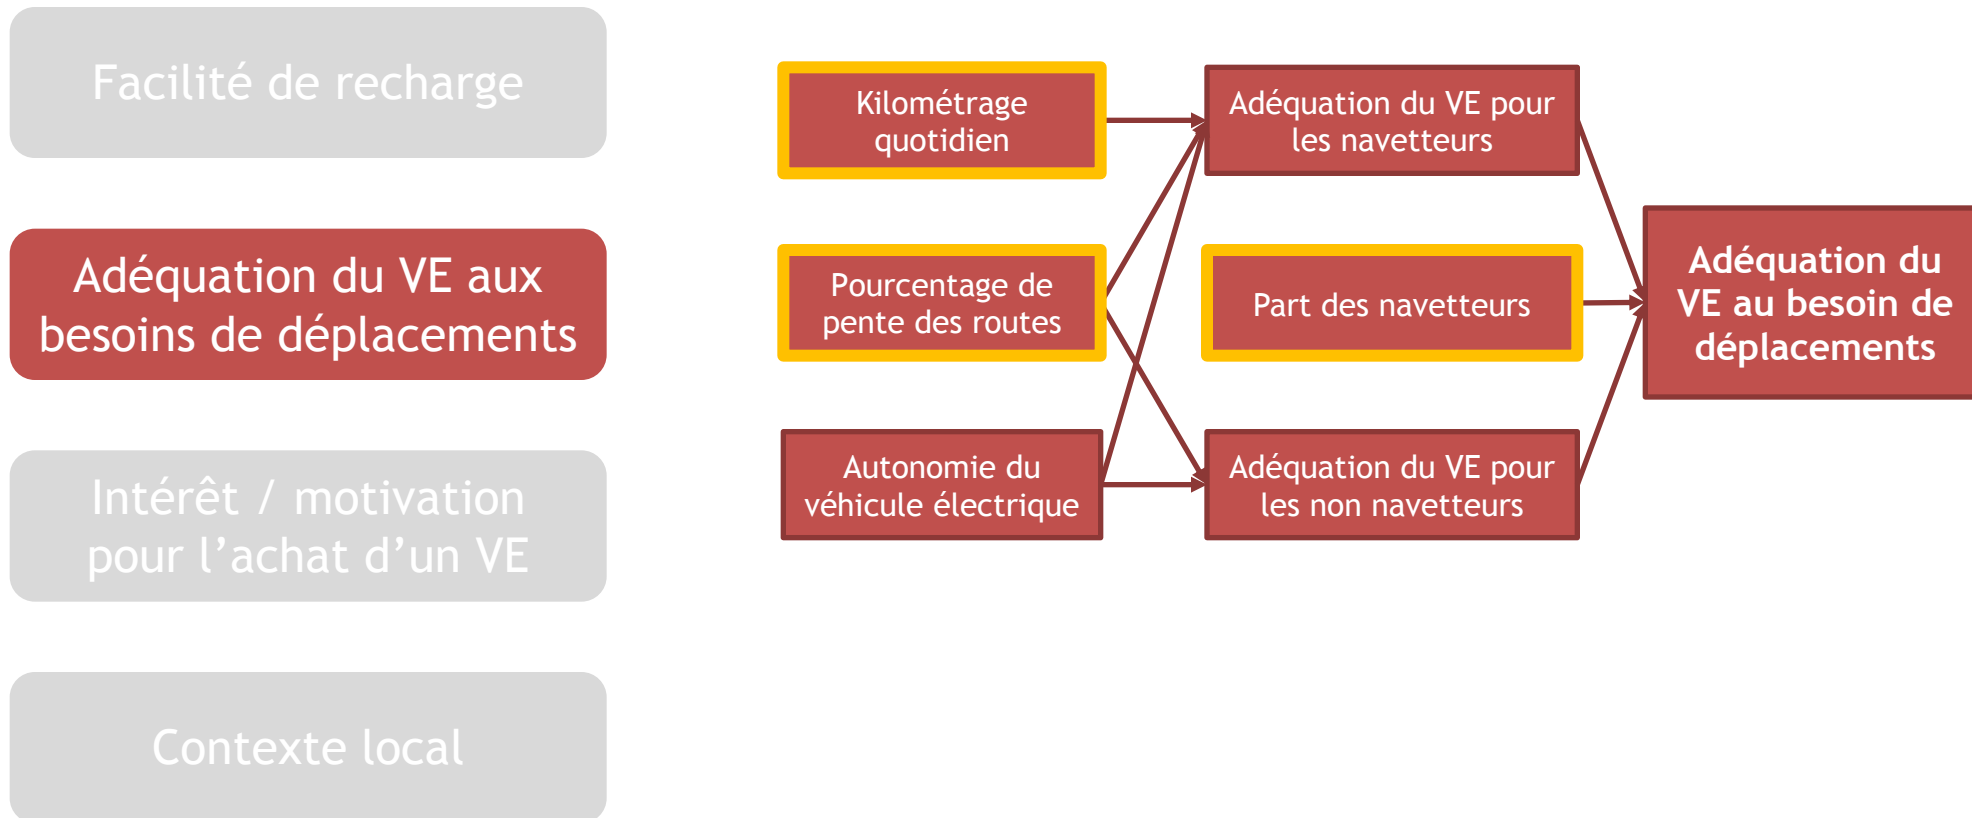 Facilité de recharge
Adéquation du VE aux
besoins de déplacements
Intérêt / motivation
pour l’achat d’un VE
Contexte local
Kilométrage
quotidien
Pourcentage de
pente des routes
Autonomie du
véhicule électrique
Adéquation du VE pour
les navetteurs
Part des navetteurs
Adéquation du VE pour
les non navetteurs
Adéquation du
VE au besoin de
déplacements